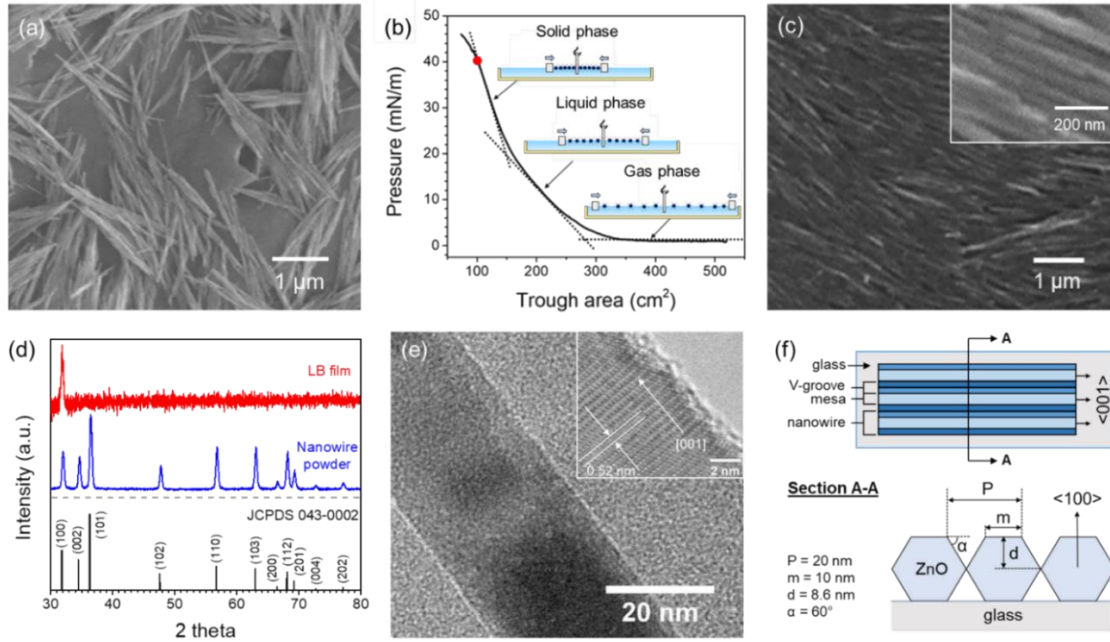 (a)
1 μm
(b)
Pressure (mN/m)
50
40
30
20
10
0
Solid phase
Liquid phase
Gas phase
100 200 300 400 500
Trough area (cm²)
(c)
200 nm
1 μm
(d)
Intensity (a.u.)
LB film
Nanowire
powder
JCPDS 043-0002
(100)
(002)
(101)
(102)
(110)
(103)
(200)
(112)
(201)
(004)
(202)
30 40 50 60 70 80
2 theta
(e)
[001]
0.52 nm
2 nm
20 nm
(f)
A
glass
V-groove
mesa
nanowire
<001>
A
Section A-A
P
<100>
m
α
d
P = 20 nm
m = 10 nm
d = 8.6 nm
α = 60°
ZnO
glass